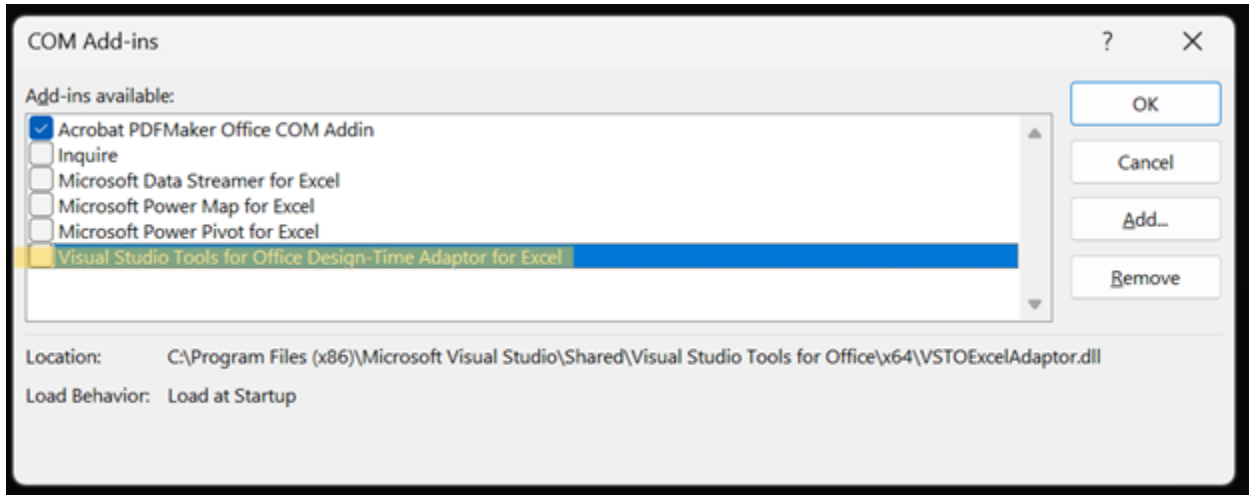 COM Add-ins ?
Add-ins available:
Acrobat PDFMaker Office COM Addin
Inquire
Microsoft Data Streamer for Excel
Microsoft Power Map for Excel
Microsoft Power Pivot for Excel
Visual Studio Tools for Office Design-Time Adaptor for Excel
OK
Cancel
Add...
Remove
Location: C:\Program Files (x86)\Microsoft Visual Studio\Shared\Visual Studio Tools for Office\x64\VSTOExcelAdaptor.dll
Load Behavior: Load at Startup